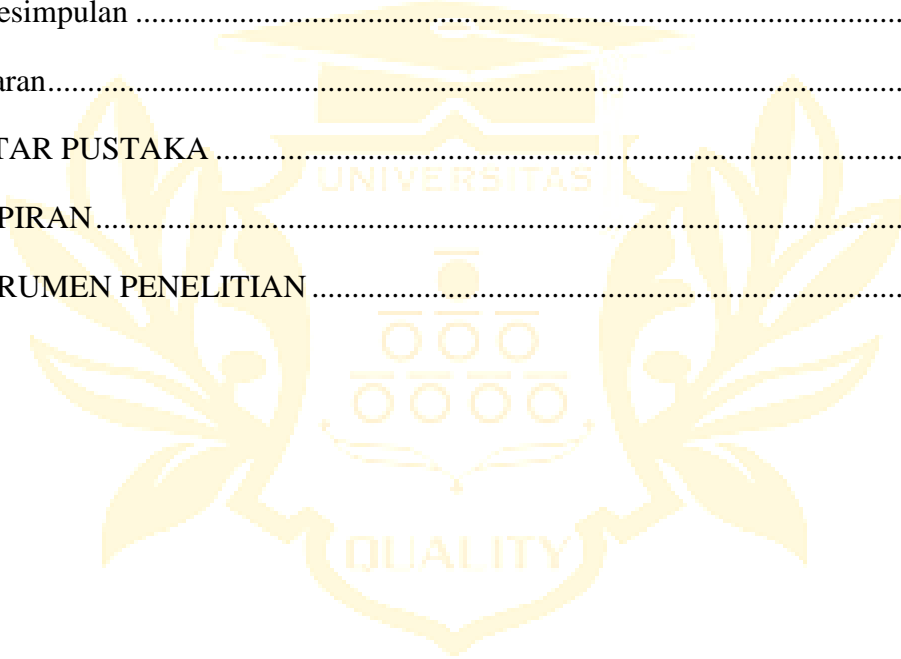 esimpulan ..........................................................................................
aran..........................................................................................................
TAR PUSTAKA .....................................................................................
UNIVERSITAS
PIRAN....................................................................................................
RUMEN PENELITIAN .........................................................................
QUALITY